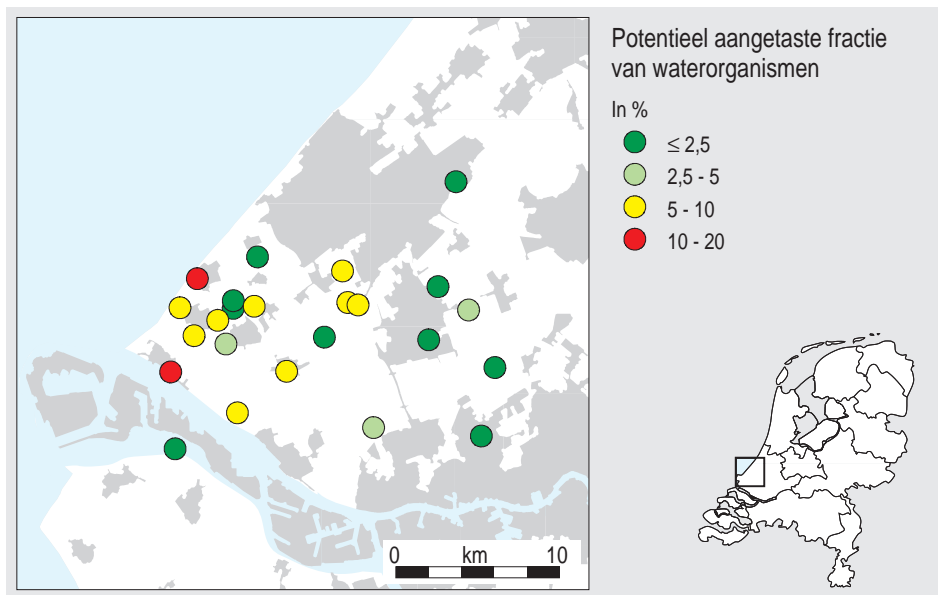 Potentieel aangetaste fractie
van waterorganismen
In %
≤ 2,5
2,5 - 5
5 - 10
10 - 20
0 km 10